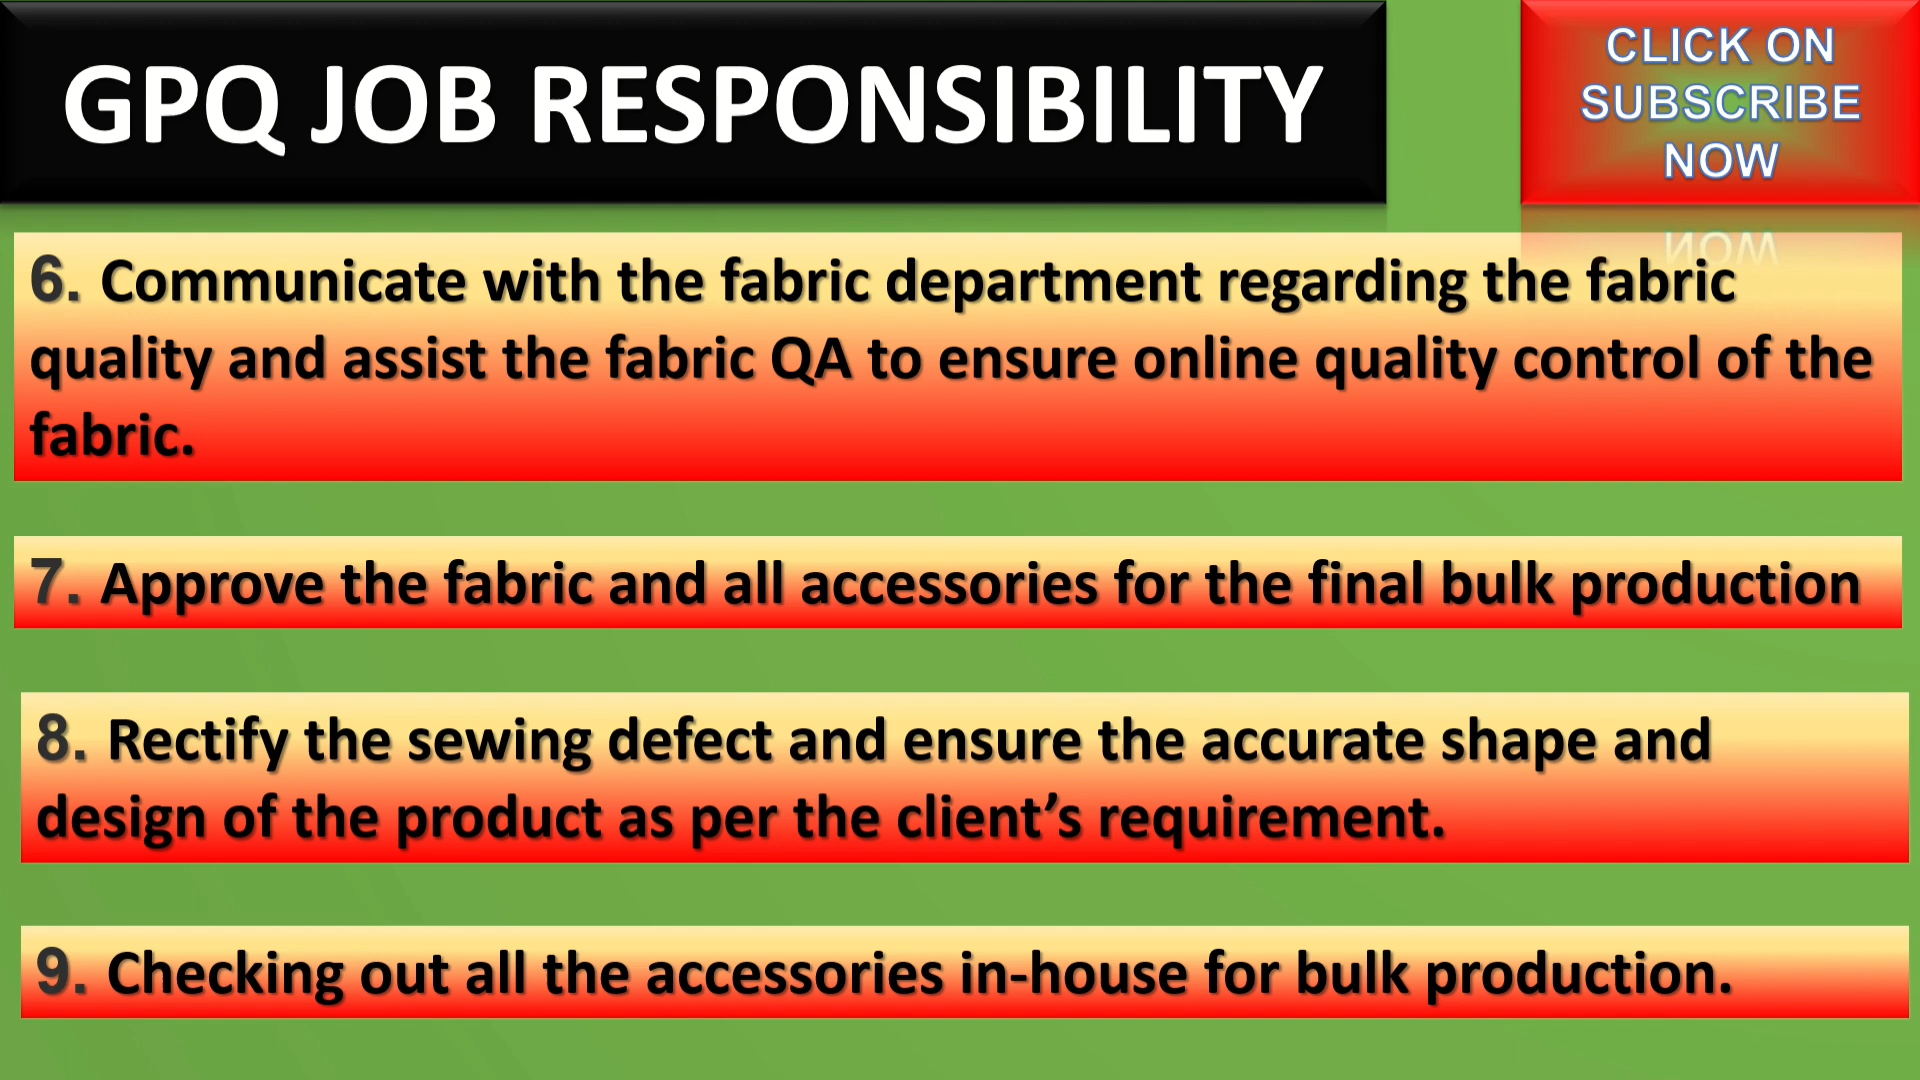 GPQ JOB RESPONSIBILITY
CLICK ON
SUBSCRIBE
NOW
6. Communicate with the fabric department regarding the fabric
quality and assist the fabric QA to ensure online quality control of the
fabric.
7. Approve the fabric and all accessories for the final bulk production
8. Rectify the sewing defect and ensure the accurate shape and
design of the product as per the client’s requirement.
9. Checking out all the accessories in-house for bulk production.